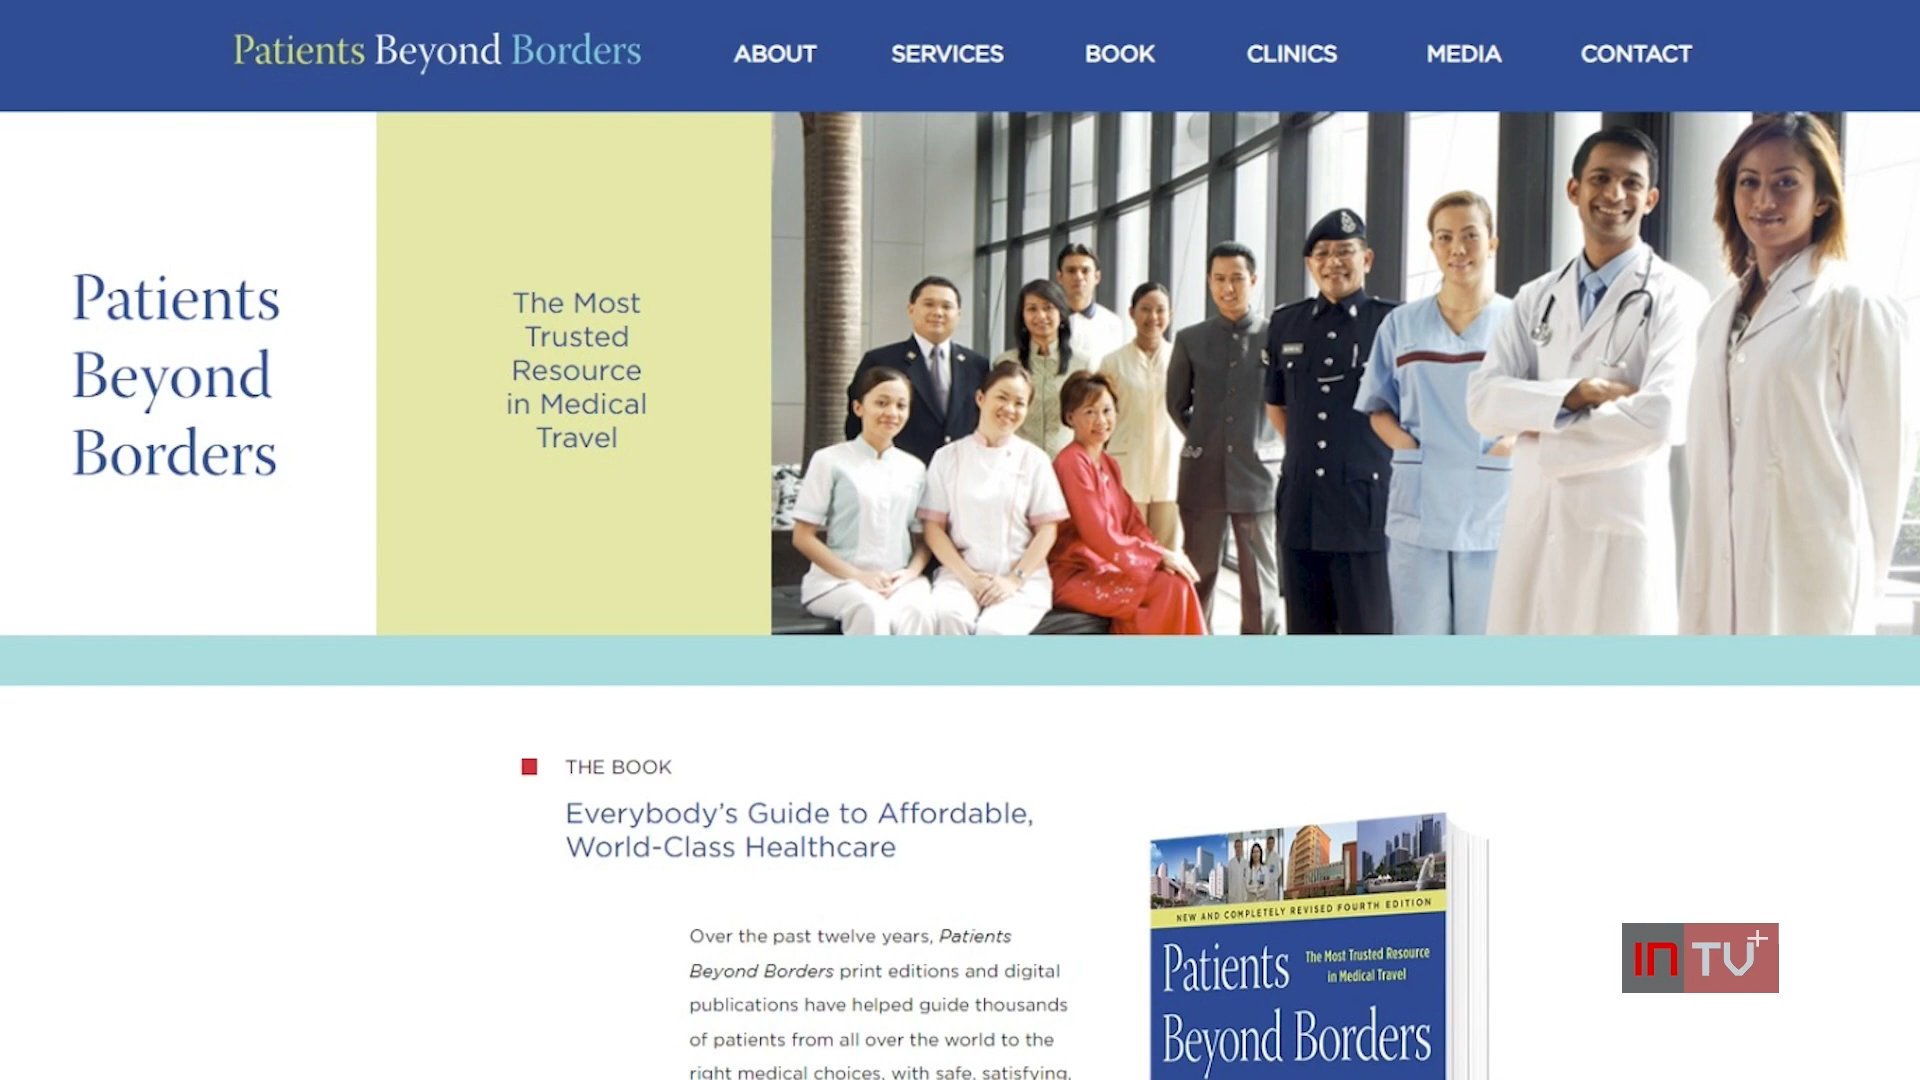 Patients Beyond Borders
ABOUT
SERVICES
BOOK
CLINICS
MEDIA
CONTACT
Patients
Beyond
Borders
The Most
Trusted
Resource
in Medical
Travel
THE BOOK
Everybody's Guide to Affordable,
World-Class Healthcare
Over the past twelve years, Patients
Beyond Borders print editions and digital
publications have helped guide thousands
of patients from all over the world to the
right medical choices, with safe, satisfying,
NEW AND COMPLETELY REVISED FOURTH EDITION
Patients
The Most Trusted Resource
in Medical Travel
Beyond Borders
IN TV+